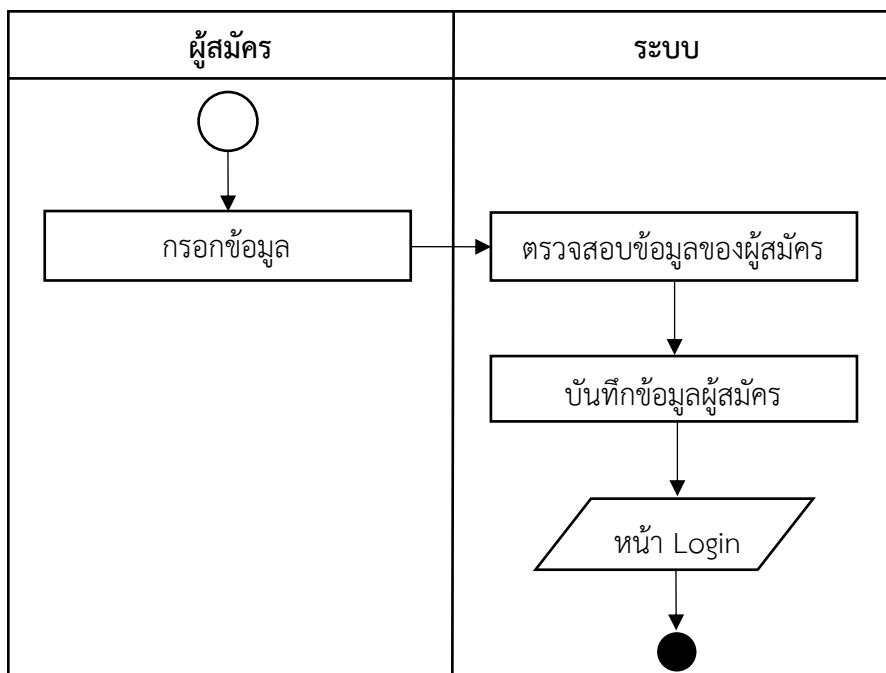 ผู้สมัคร
ระบบ
กรอกข้อมูล
ตรวจสอบข้อมูลของผู้สมัคร
บันทึกข้อมูลผู้สมัคร
หน้า Login